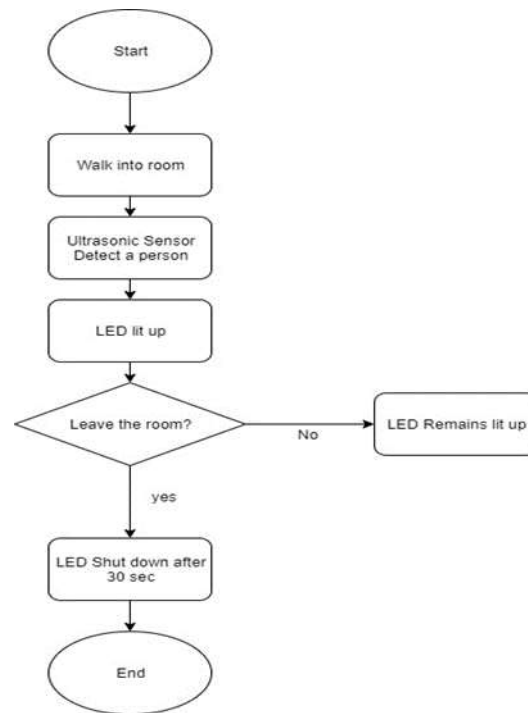 Start
Walk into room
Ultrasonic Sensor
Detect a person
LED lit up
Leave the room?
No
LED Remains lit up
yes
LED Shut down after
30 sec
End